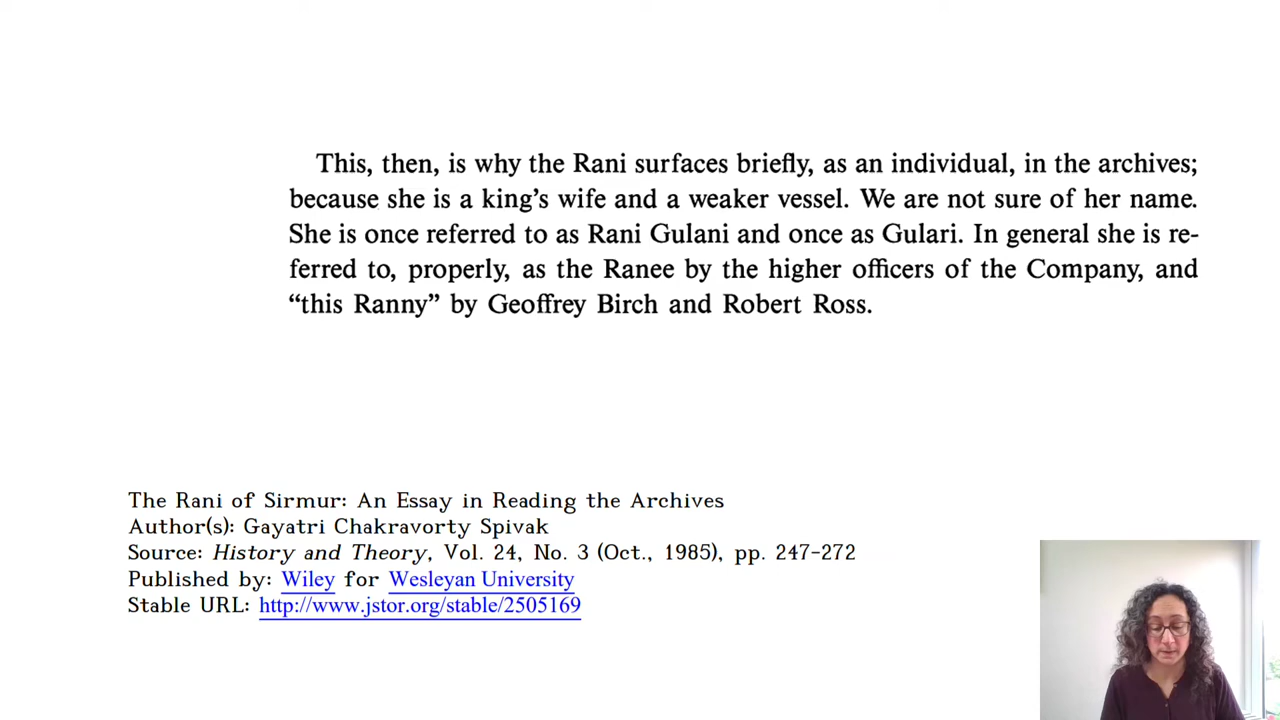 This, then, is why the Rani surfaces briefly, as an individual, in the archives;
because she is a king's wife and a weaker vessel. We are not sure of her name.
She is once referred to as Rani Gulani and once as Gulari. In general she is re-
ferred to, properly, as the Ranee by the higher officers of the Company, and
“this Ranny” by Geoffrey Birch and Robert Ross.
The Rani of Sirmur: An Essay in Reading the Archives
Author(s): Gayatri Chakravorty Spivak
Source: History and Theory, Vol. 24, No. 3 (Oct., 1985), pp. 247-272
Published by: Wiley for Wesleyan University
Stable URL: http://www.jstor.org/stable/2505169